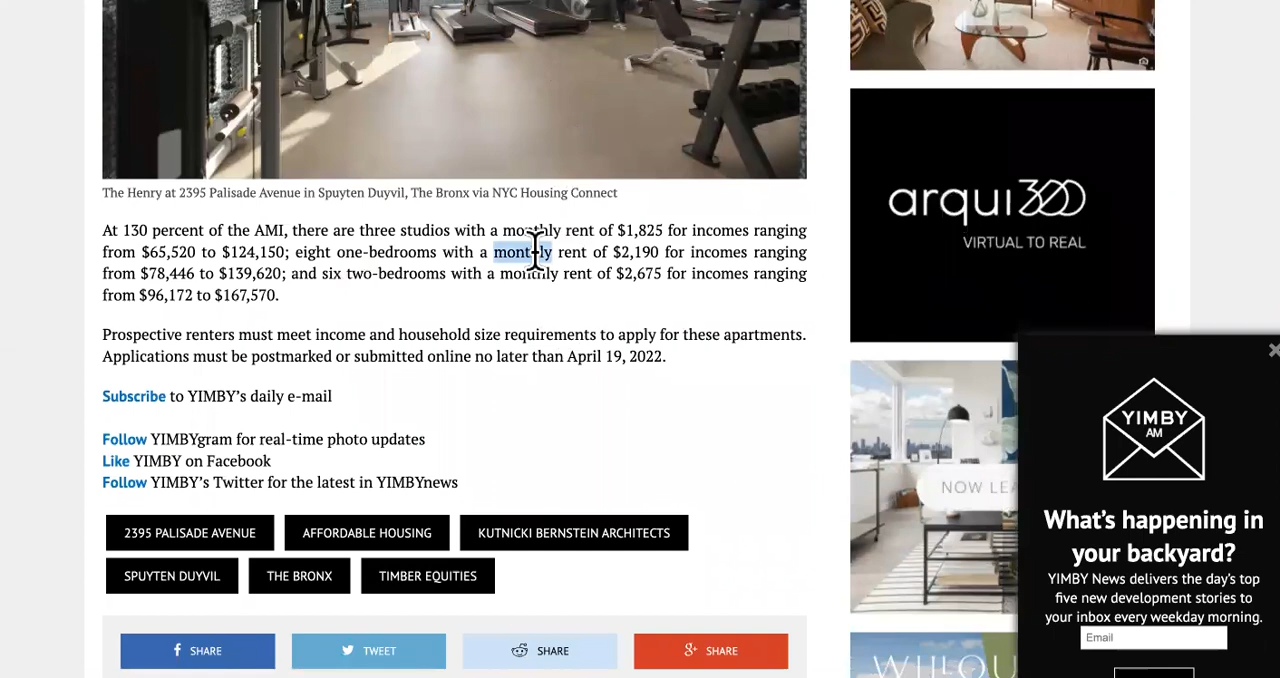 The Henry at 2395 Palisade Avenue in Spuyten Duyvil, The Bronx via NYC Housing Connect
At 130 percent of the AMI, there are three studios with a monthly rent of $1,825 for incomes ranging
from $65,520 to $124,150; eight one-bedrooms with a monthly rent of $2,190 for incomes ranging
from $78,446 to $139,620; and six two-bedrooms with a monthly rent of $2,675 for incomes ranging
from $96,172 to $167,570.
Prospective renters must meet income and household size requirements to apply for these apartments.
Applications must be postmarked or submitted online no later than April 19, 2022.
Subscribe to YIMBY’s daily e-mail
Follow YIMBYgram for real-time photo updates
Like YIMBY on Facebook
Follow YIMBY’s Twitter for the latest in YIMBYnews
2395 PALISADE AVENUE AFFORDABLE HOUSING KUTNICKI BERNSTEIN ARCHITECTS
SPUYTEN DUYVIL THE BRONX TIMBER EQUITIES
SHARE TWEET SHARE SHARE
arqui300
VIRTUAL TO REAL
NOW
YIMBY
AM
What’s happening in
your backyard?
YIMBY News delivers the day’s top
five new development stories to
your inbox every weekday morning.
Email